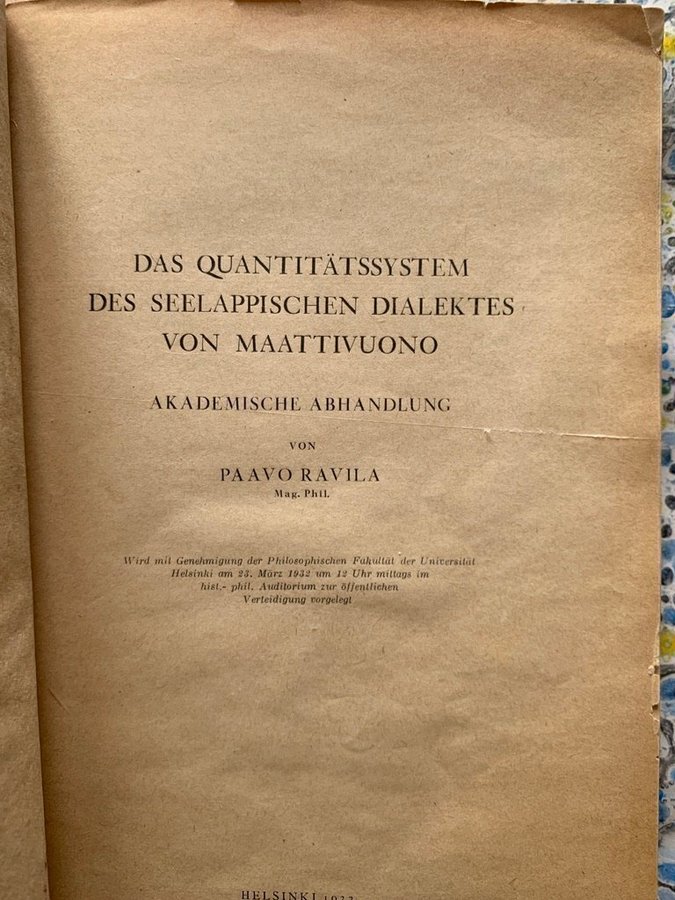 DAS QUANTITÄTSSYSTEM
DES SEELAPPISCHEN DIALEKTES
VON MAATTIVUONO
AKADEMISCHE ABHANDLUNG
VON
PAAVO RAVILA
Mag. Phil.
Wird mit Genehmigung der Philosophischen Fakultät der Universität
Helsinki am 23. März 1932 um 12 Uhr mittags im
hist.- phil. Auditorium zur öffentlichen
Verteidigung vorgelegt
HELSINKI